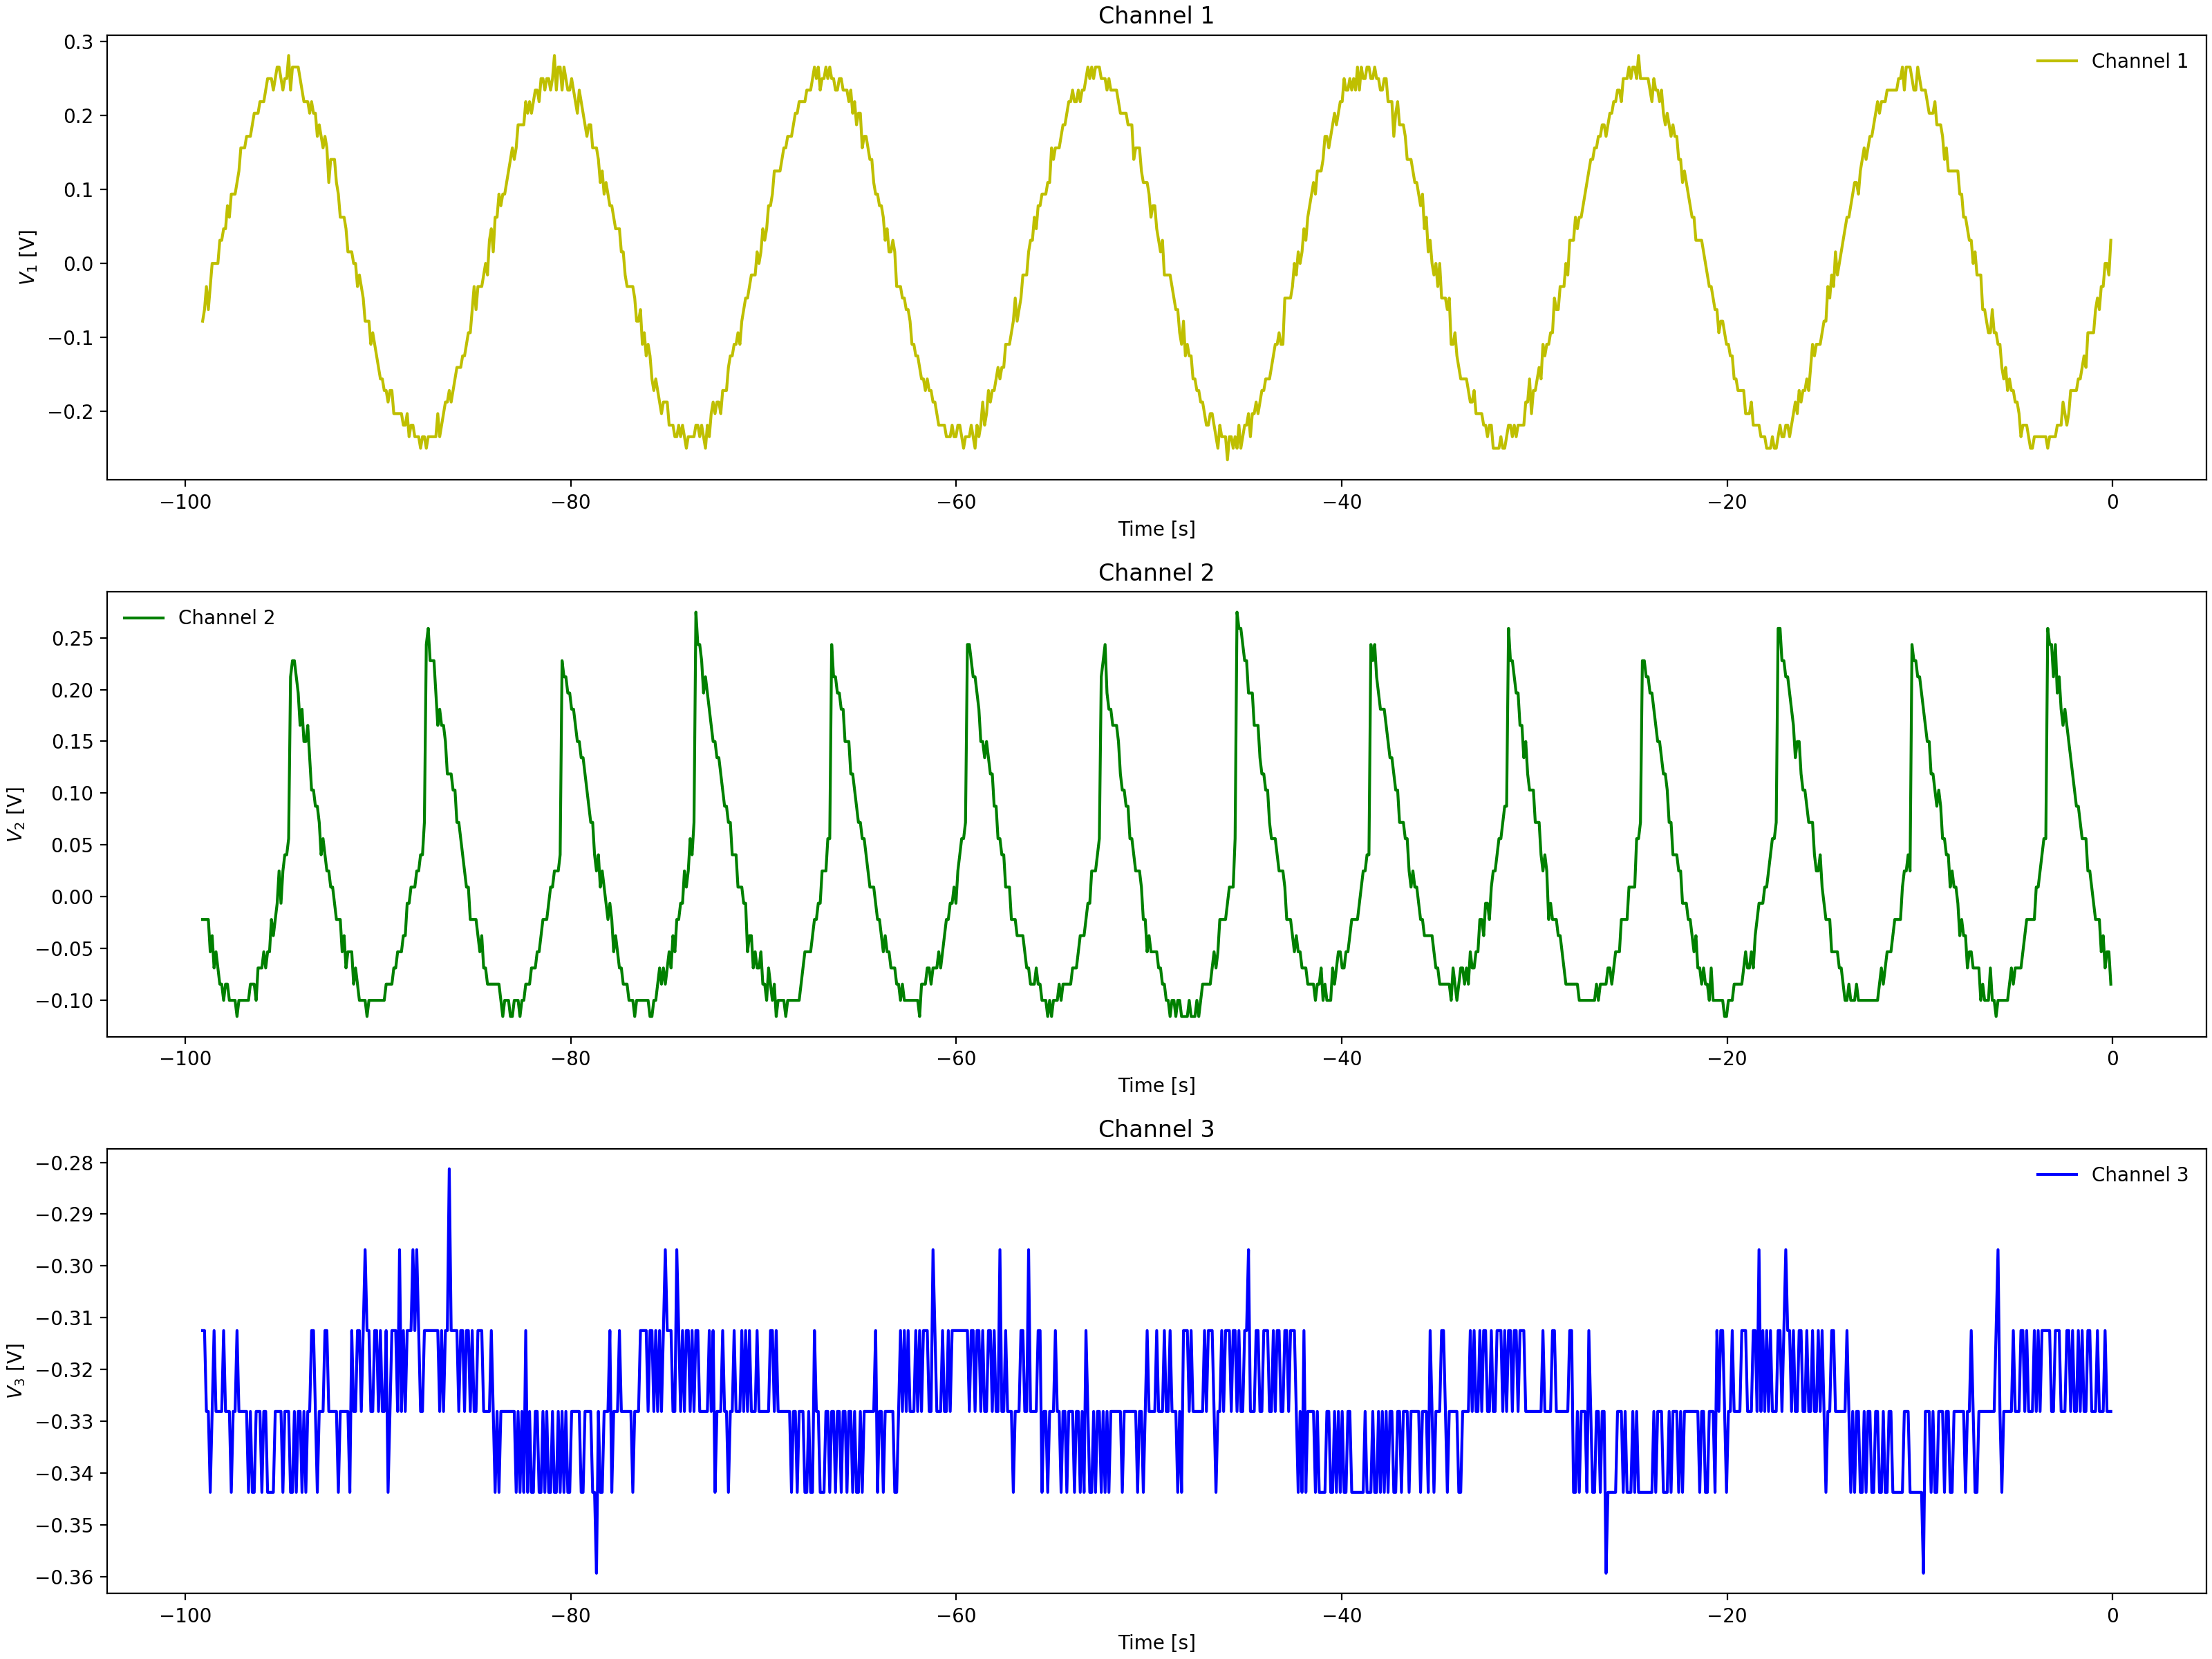 Channel 1
Channel 1
0.3
0.2
0.1
0.0
−0.1
−0.2
V₁ [V]
−100 −80 −60 −40 −20 0
Time [s]
Channel 2
Channel 2
0.25
0.20
0.15
0.10
0.05
0.00
−0.05
−0.10
V₂ [V]
−100 −80 −60 −40 −20 0
Time [s]
Channel 3
Channel 3
−0.28
−0.29
−0.30
−0.31
−0.32
−0.33
−0.34
−0.35
−0.36
V₃ [V]
−100 −80 −60 −40 −20 0
Time [s]